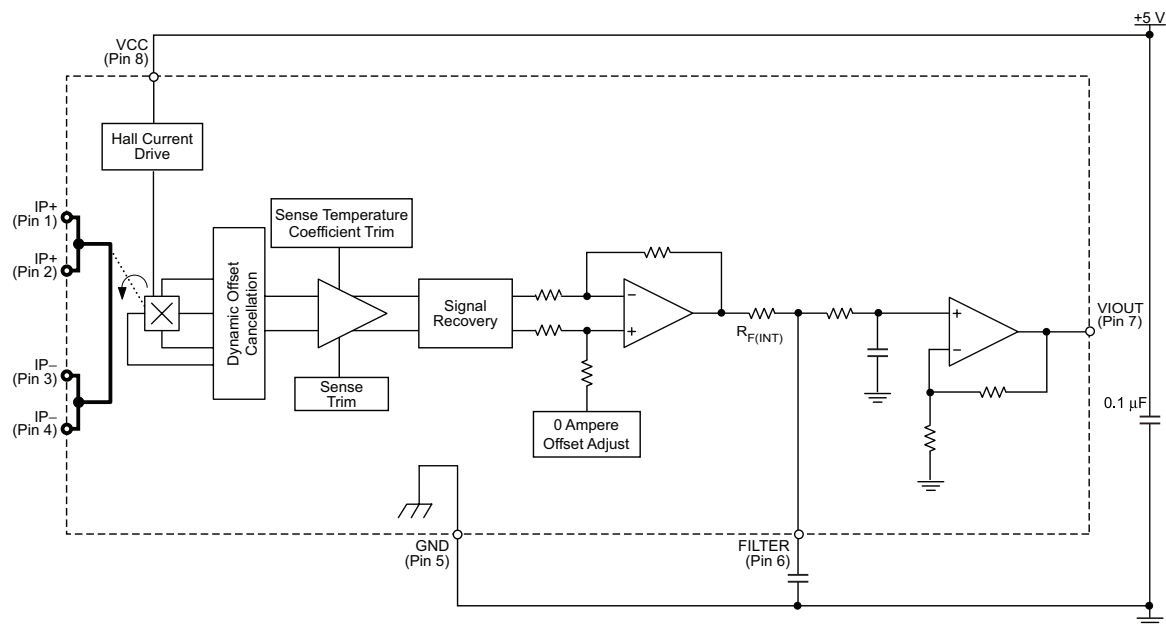 +5 V
VCC
(Pin 8)
Hall Current
Drive
IP+
(Pin 1)
IP+
(Pin 2)
IP−
(Pin 3)
IP−
(Pin 4)
Dynamic Offset
Cancellation
Sense Temperature
Coefficient Trim
Sense
Trim
Signal
Recovery
0 Ampere
Offset Adjust
−
+
RF(INT)
+
−
VIOUT
(Pin 7)
0.1 μF
GND
(Pin 5)
FILTER
(Pin 6)